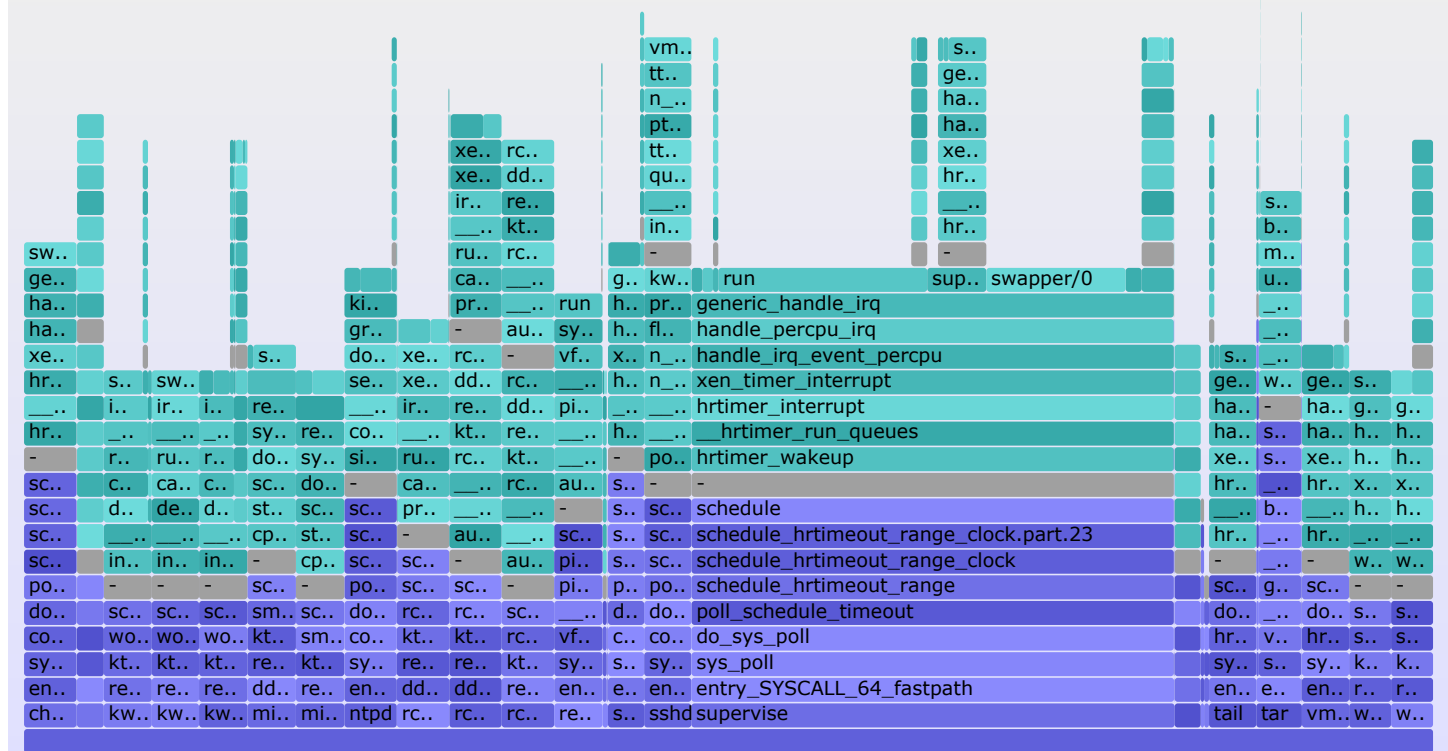 vm.. s..
tt.. ge..
n_.. ha..
pt.. ha..
xe.. rc.. tt.. xe..
xe.. dd.. qu.. hr..
ir.. re.. __.. __.. s..
__.. kt.. in.. hr.. b..
sw.. ru.. rc.. - - m..
ge.. ca.. __.. g.. kw.. run sup.. swapper/0 u..
ha.. ki.. pr.. __.. run h.. pr.. generic_handle_irq _..
ha.. gr.. - au.. sy.. h.. fl.. handle_percpu_irq _..
xe.. s.. do.. xe.. rc.. - vf.. x.. n_.. handle_irq_event_percpu s.. _..
hr.. s.. sw.. se.. xe.. dd.. rc.. __.. h.. n_.. xen_timer_interrupt ge.. w.. ge.. s..
__.. i.. ir.. i.. re.. __.. ir.. re.. dd.. pi.. _.. __.. hrtimer_interrupt ha.. - ha.. g.. g..
hr.. _.. __.. _.. sy.. re.. co.. __.. kt.. re.. __.. h.. __.. __hrtimer_run_queues ha.. s.. ha.. h.. h..
- r.. ru.. r.. do.. sy.. si.. ru.. rc.. kt.. __.. - po.. hrtimer_wakeup xe.. s.. xe.. h.. h..
sc.. c.. ca.. c.. sc.. do.. - ca.. __.. rc.. au.. s.. - - hr.. _.. hr.. x.. x..
sc.. d.. de.. d.. st.. sc.. sc.. pr.. __.. __.. - s.. sc.. schedule __.. b.. __.. h.. h..
sc.. __.. __.. __.. cp.. st.. sc.. - au.. __.. sc.. s.. sc.. schedule_hrtimeout_range_clock.part.23 hr.. _.. hr.. _.. _..
sc.. in.. in.. in.. - cp.. sc.. sc.. - au.. pi.. s.. sc.. schedule_hrtimeout_range_clock - _.. - w.. w..
po.. - - - sc.. - po.. sc.. sc.. - pi.. p.. po.. schedule_hrtimeout_range sc.. g.. sc.. - -
do.. sc.. sc.. sc.. sm.. sc.. do.. rc.. rc.. sc.. __.. d.. do.. poll_schedule_timeout do.. _.. do.. s.. s..
co.. wo.. wo.. wo.. kt.. sm.. co.. kt.. kt.. rc.. vf.. c.. co.. do_sys_poll hr.. v.. hr.. s.. s..
sy.. kt.. kt.. kt.. re.. kt.. sy.. re.. re.. kt.. sy.. s.. sy.. sys_poll sy.. s.. sy.. k.. k..
en.. re.. re.. re.. dd.. re.. en.. dd.. dd.. re.. en.. e.. en.. entry_SYSCALL_64_fastpath en.. e.. en.. r.. r..
ch.. kw.. kw.. kw.. mi.. mi.. ntpd rc.. rc.. rc.. re.. s.. sshd supervise tail tar vm.. w.. w..